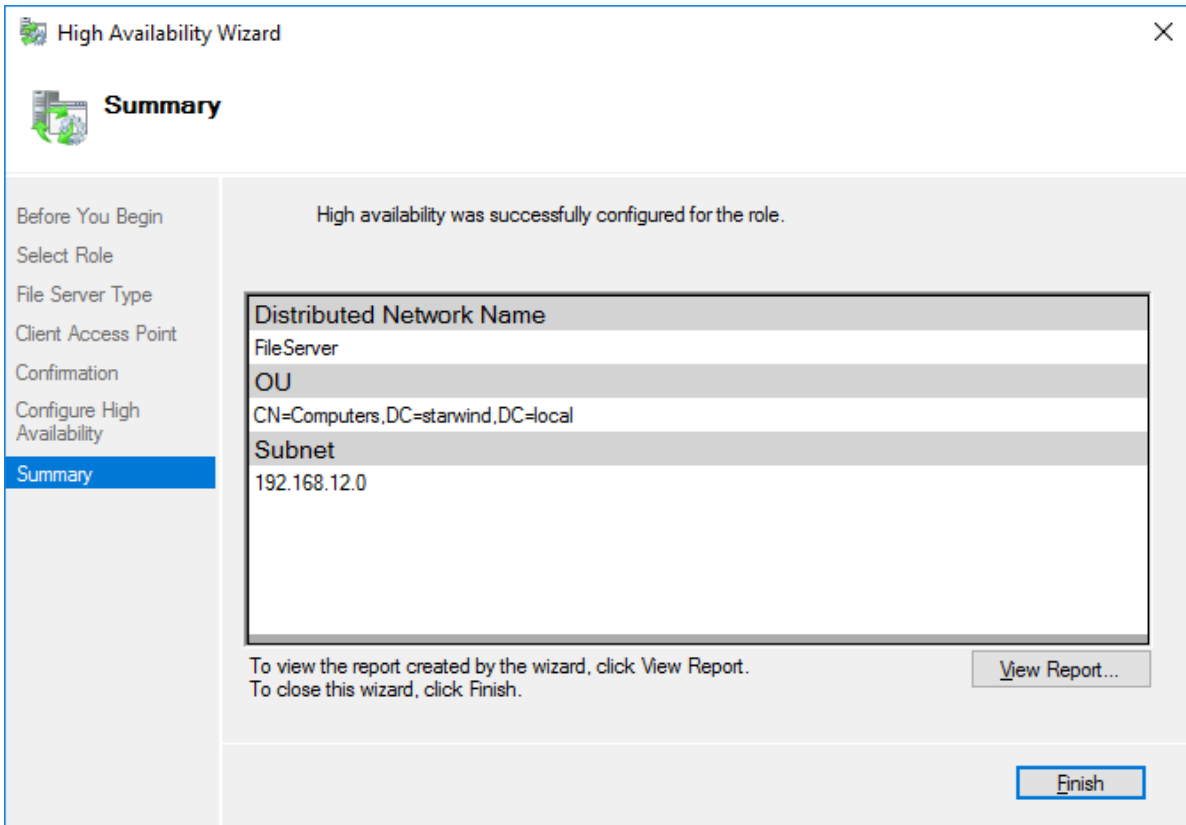 High Availability Wizard
Summary
Before You Begin
Select Role
File Server Type
Client Access Point
Confirmation
Configure High
Availability
Summary
High availability was successfully configured for the role.
Distributed Network Name
FileServer
OU
CN=Computers,DC=starwind,DC=local
Subnet
192.168.12.0
To view the report created by the wizard, click View Report.
To close this wizard, click Finish.
View Report...
Finish